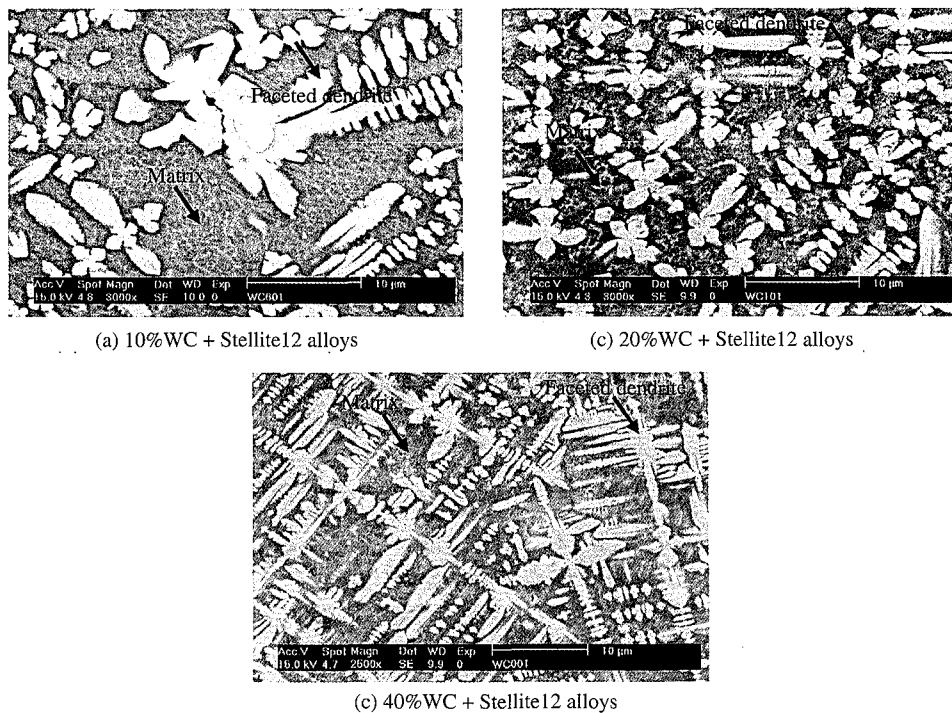 Faceted dendrite
Matrix
Acc V Spot Magn Det WD Exp
15.0 kV 4.8 3000x SE 10.0 0 WC601
10 µm
(a) 10%WC + Stellite12 alloys
Faceted dendrite
Matrix
Acc V Spot Magn Det WD Exp
15.0 kV 4.8 3000x SE 9.9 0 WC101
10 µm
(c) 20%WC + Stellite12 alloys
Faceted dendrite
Matrix
Acc V Spot Magn Det WD Exp
15.0 kV 4.7 2500x SE 9.9 0 WC001
10 µm
(c) 40%WC + Stellite12 alloys